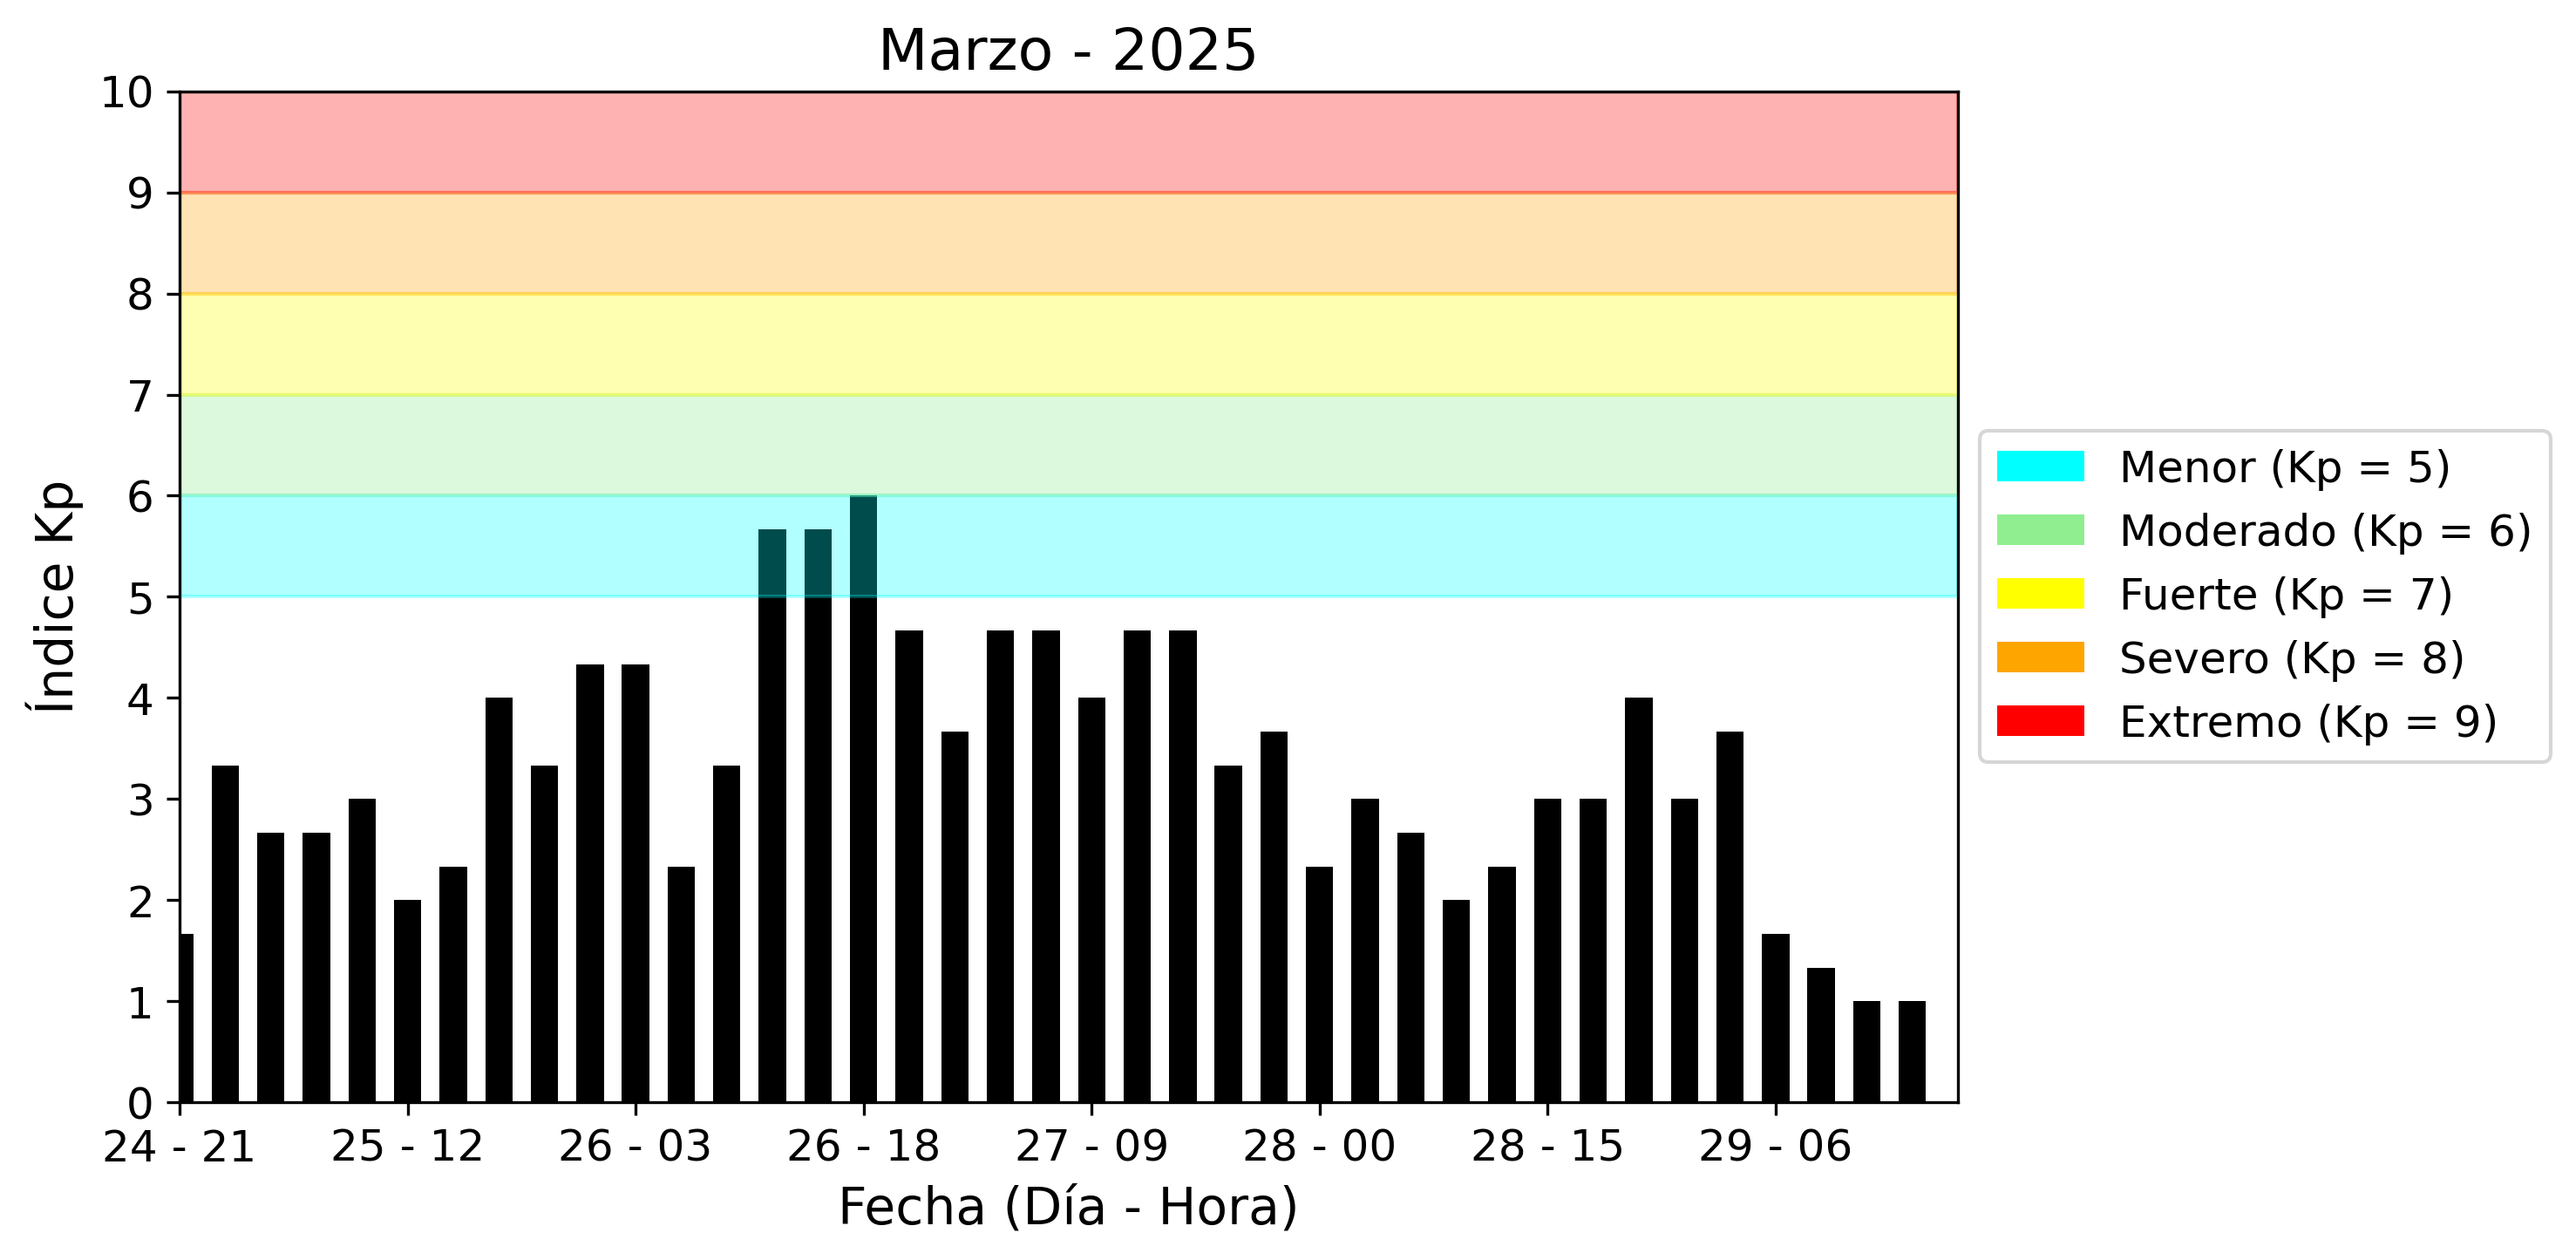 Marzo - 2025
10
9
8
7
6
5
4
3
2
1
0
Índice Kp
24 - 21
25 - 12
26 - 03
26 - 18
27 - 09
28 - 00
28 - 15
29 - 06
Fecha (Día - Hora)
Menor (Kp = 5)
Moderado (Kp = 6)
Fuerte (Kp = 7)
Severo (Kp = 8)
Extremo (Kp = 9)